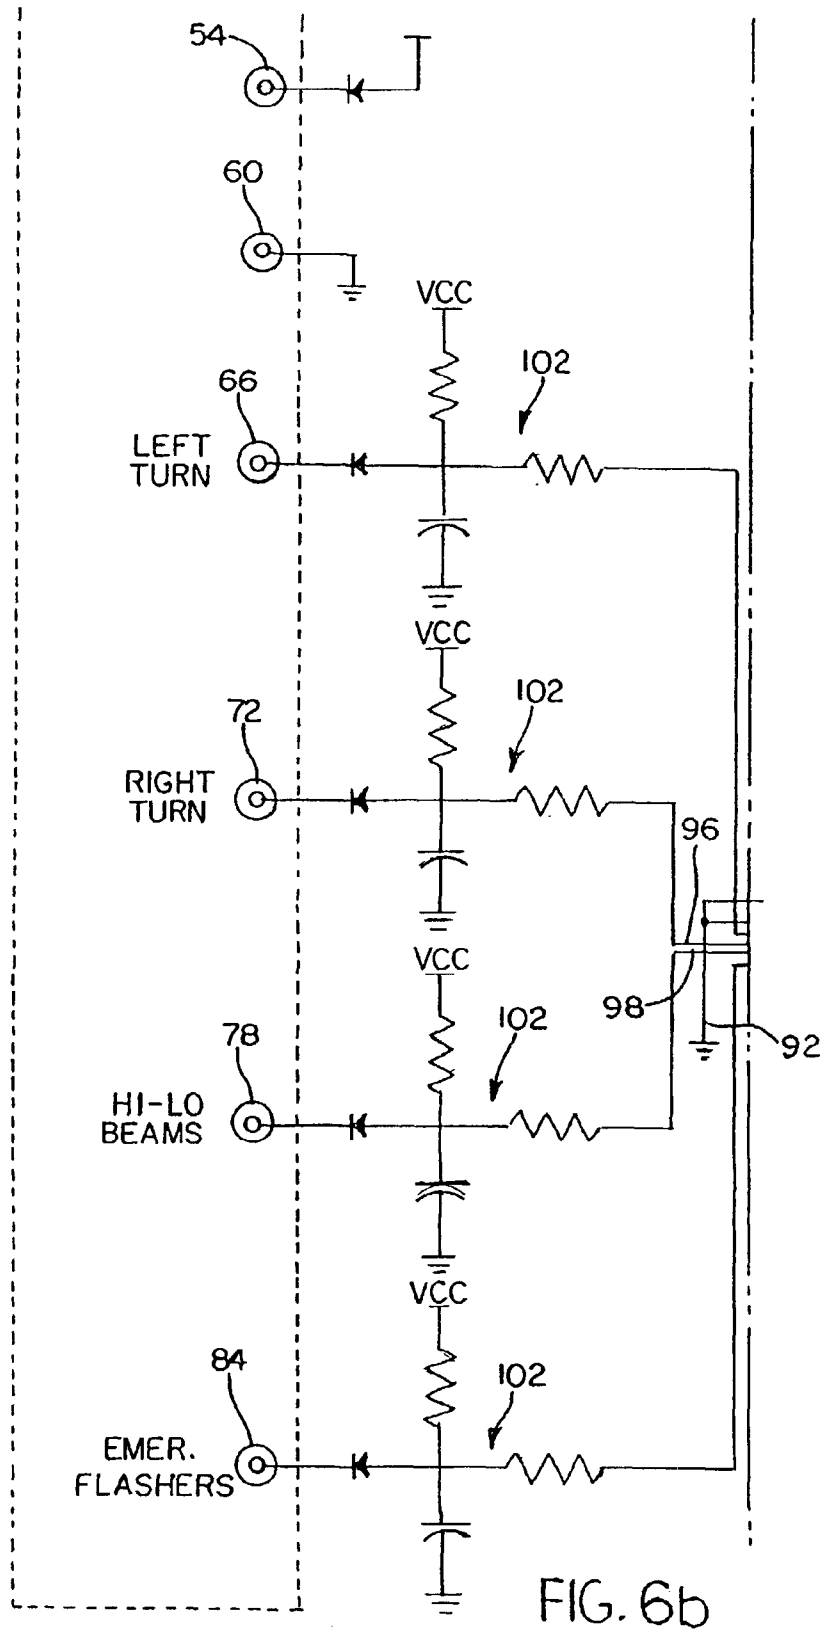 54
60
VCC
102
66
LEFT
TURN
VCC
102
72
RIGHT
TURN
96
VCC
98
102
78
92
HI-LO
BEAMS
VCC
102
84
EMER.
FLASHERS
FIG. 6b